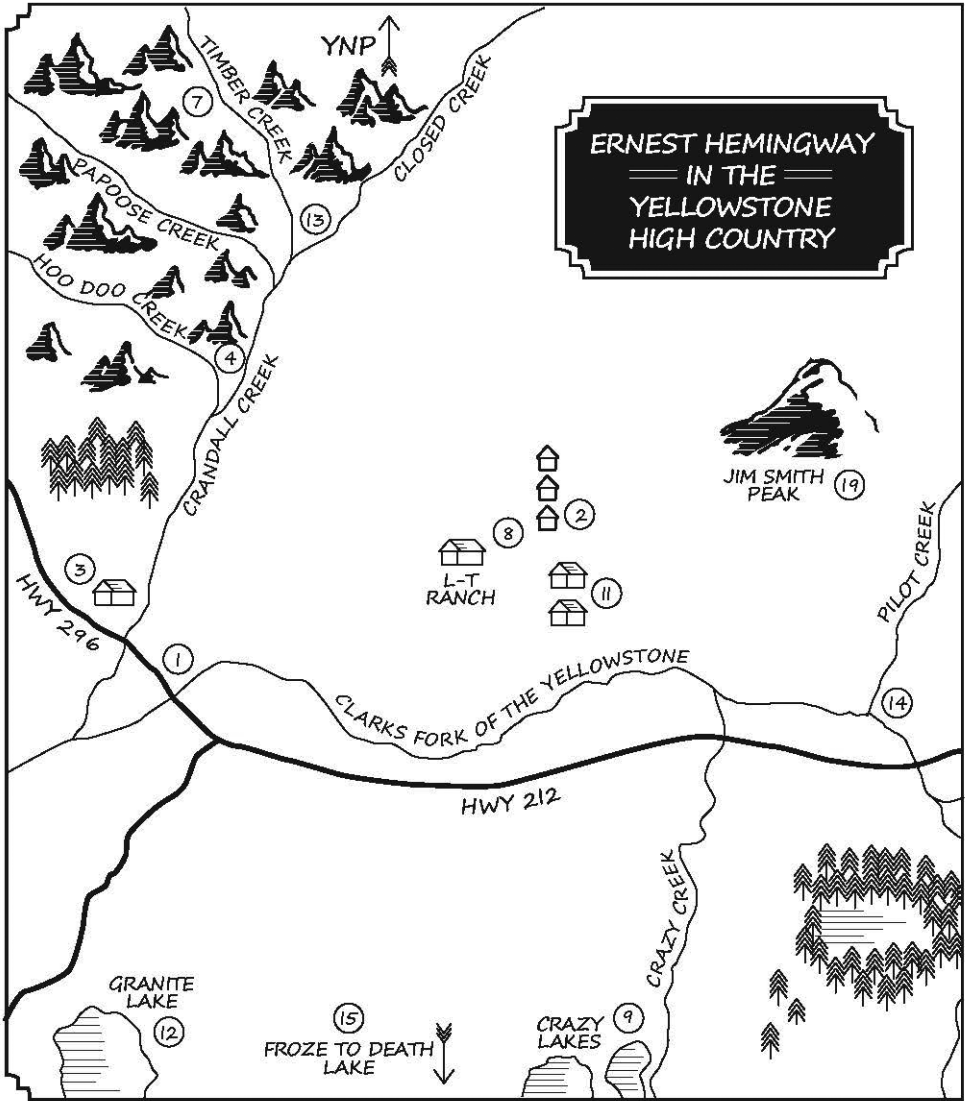 YNP
TIMBER CREEK
CLOSED CREEK
7
ERNEST HEMINGWAY
IN THE
YELLOWSTONE
HIGH COUNTRY
PAPOOSE CREEK
13
HOO DOO CREEK
4
CRANDALL CREEK
JIM SMITH
PEAK
19
2
8
L-T
RANCH
11
PILOT CREEK
3
HWY 296
1
CLARKS FORK OF THE YELLOWSTONE
14
HWY 212
CRAZY CREEK
GRANITE
LAKE
12
15
FROZE TO DEATH
LAKE
CRAZY
LAKES
9